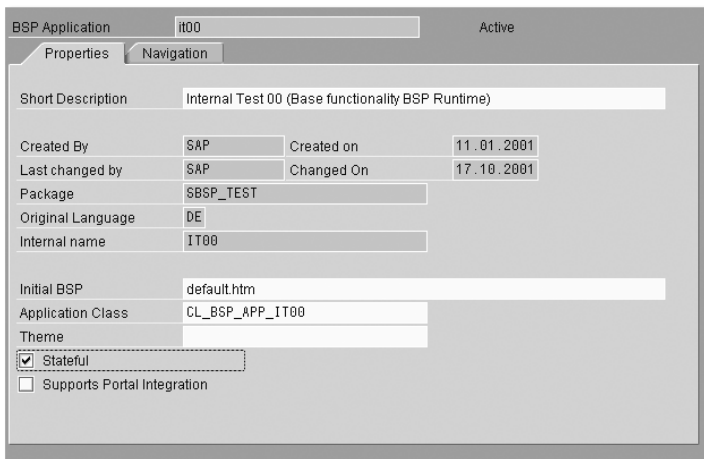 BSP Application it00 Active
Properties Navigation
Short Description Internal Test 00 (Base functionality BSP Runtime)
Created By SAP Created on 11.01.2001
Last changed by SAP Changed On 17.10.2001
Package SBSP_TEST
Original Language DE
Internal name IT00
Initial BSP default.htm
Application Class CL_BSP_APP_IT00
Theme
Stateful
Supports Portal Integration